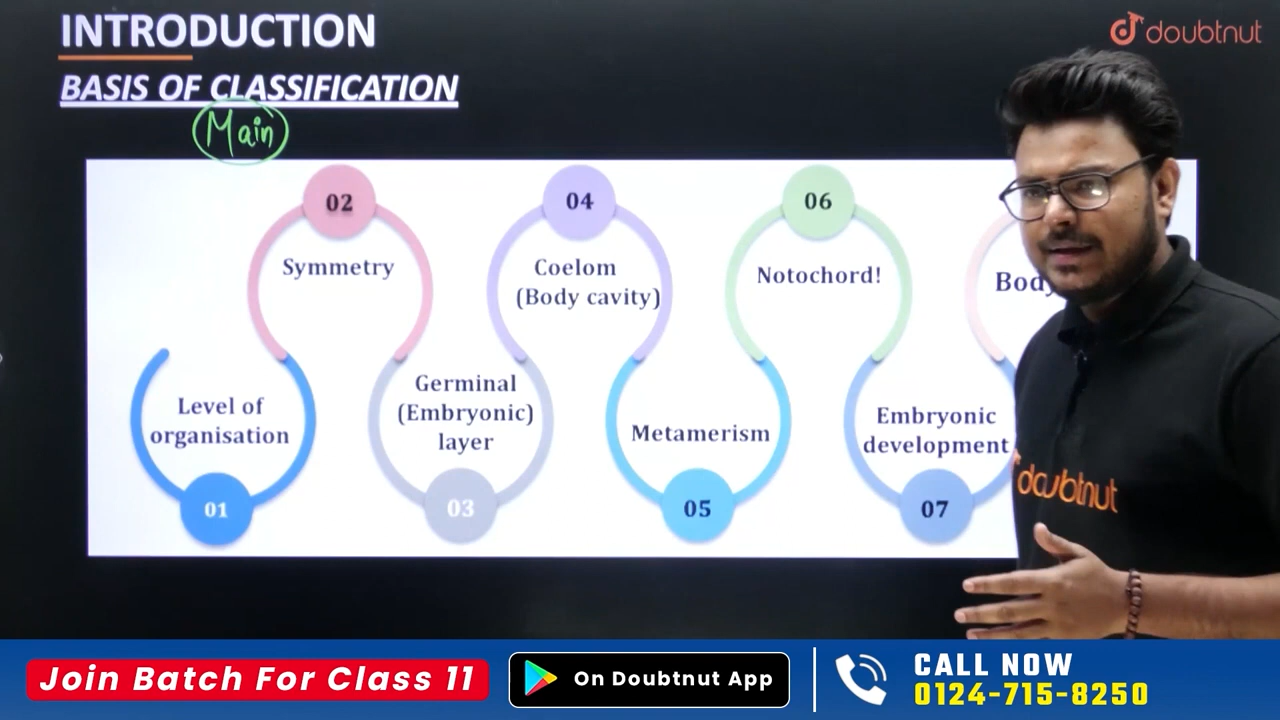 INTRODUCTION
doubtnut
BASIS OF CLASSIFICATION
Main
02
Symmetry
04
Coelom
(Body cavity)
06
Notochord!
Body
Level of
organisation
01
Germinal
(Embryonic)
layer
03
Metamerism
05
Embryonic
development
07
doubtnut
Join Batch For Class 11
On Doubtnut App
CALL NOW
0124-715-8250